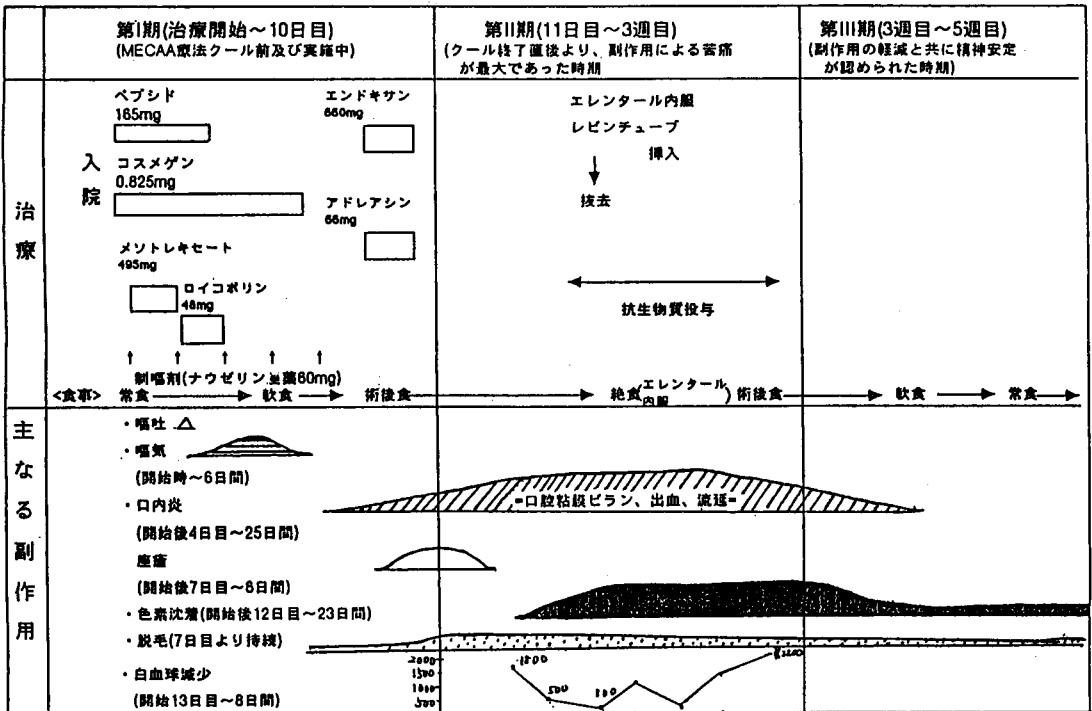 第I期(治療開始～10日目)
(MECAA療法クール前及び実施中)
第II期(11日目～3週目)
(クール終了直後より、副作用による苦痛
が最大であった時期
第III期(3週目～5週目)
(副作用の軽減と共に精神安定
が認められた時期)
治療
入院
ベプシド
165mg
エンドキサン
660mg
コスメゲン
0.825mg
アドレアシン
66mg
メソトレキセート
495mg
ロイコボリン
48mg
制嘔剤(ナウゼリン坐薬60mg)
エレンタール内服
レビンチューブ
挿入
抜去
抗生物質投与
<食事> 常食 軟食 術後食 絶食(エレンタール内服) 術後食 軟食 常食
主なる副作用
・嘔吐
・嘔気
(開始時～6日間)
・口内炎
(開始後4日目～25日間)
=口腔粘膜ビラン、出血、流涎=
座瘡
(開始後7日目～8日間)
・色素沈着(開始後12日目～23日間)
・脱毛(7日目より持続)
・白血球減少
(開始13日目～8日間)
2000
1500
1000
500